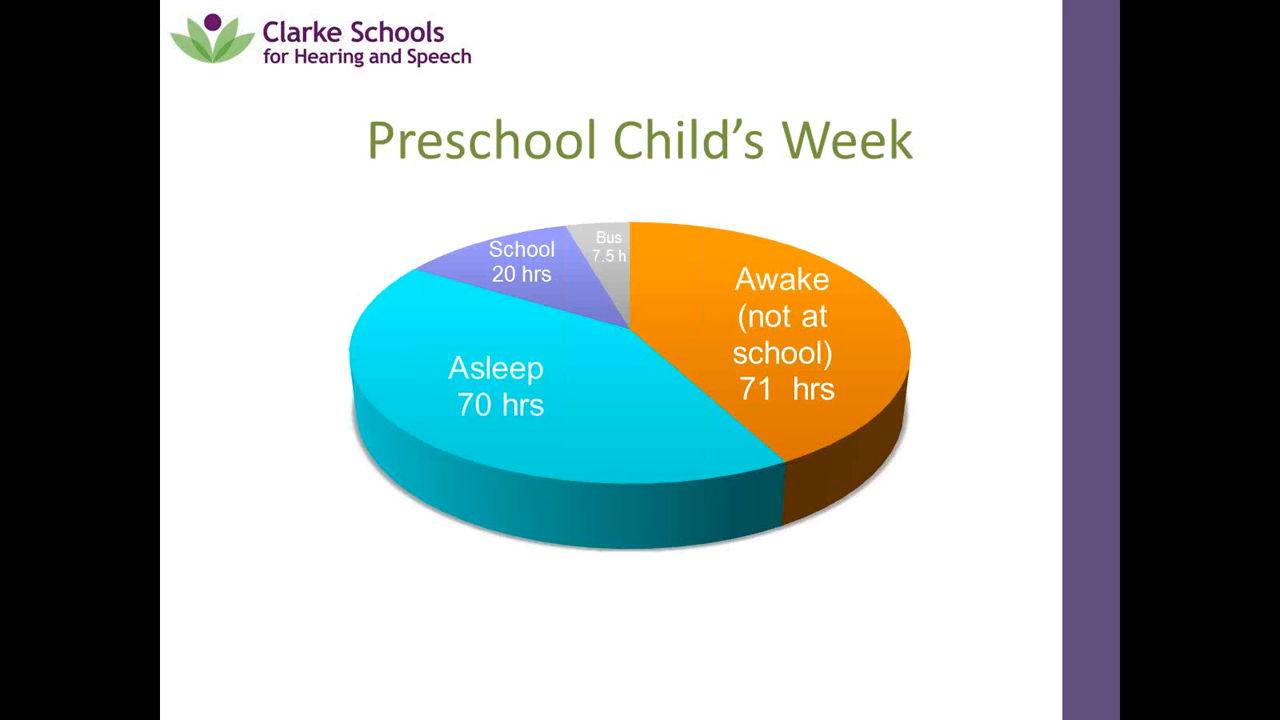 Clarke Schools
for Hearing and Speech
Preschool Child's Week
School
20 hrs
Bus
7.5 h
Awake
(not at
school)
71 hrs
Asleep
70 hrs